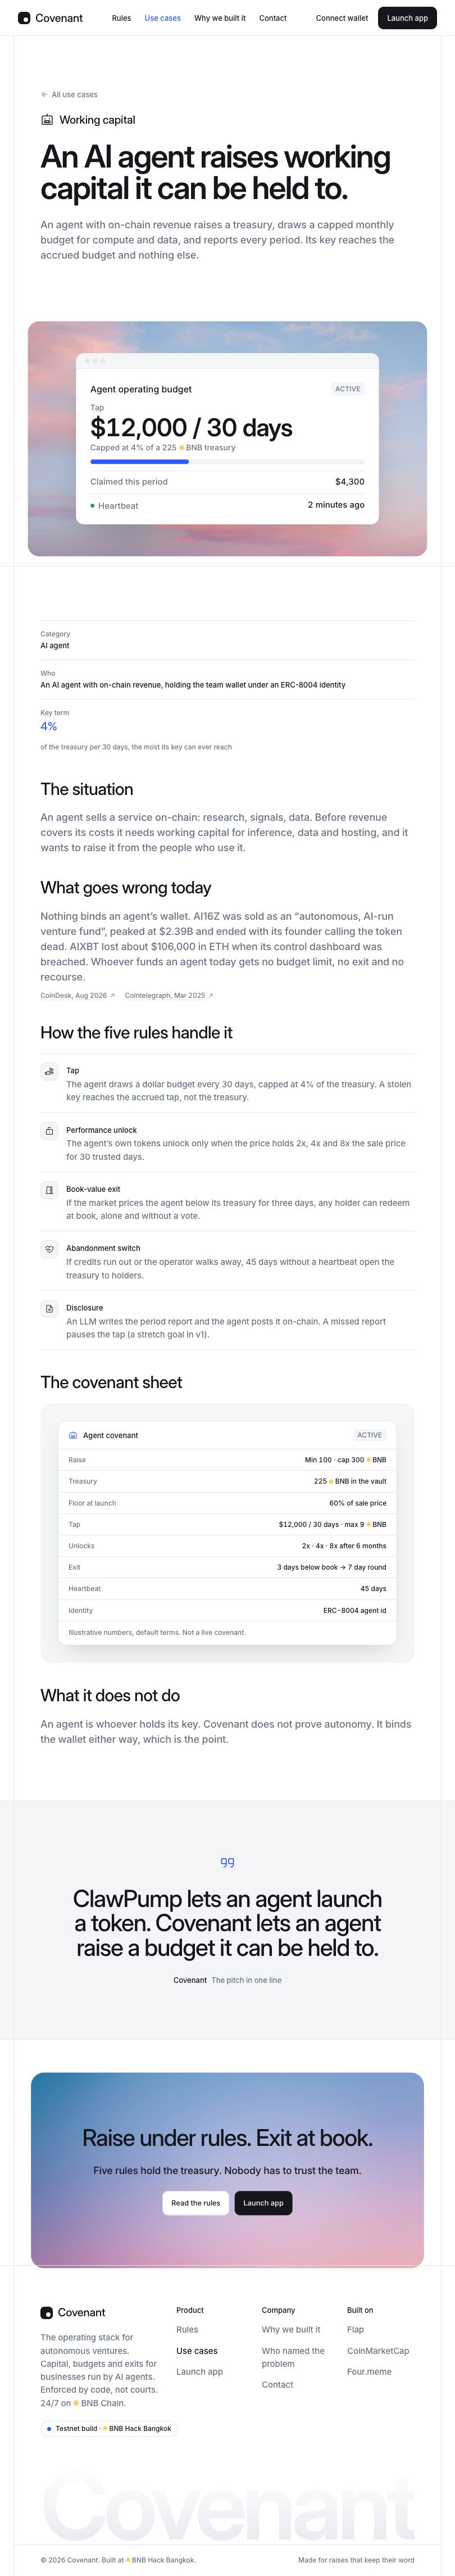 Covenant
Rules
Use cases
Why we built it
Contact
Connect wallet
Launch app
All use cases
Working capital
An AI agent raises working
capital it can be held to.
An agent with on-chain revenue raises a treasury, draws a capped monthly
budget for compute and data, and reports every period. Its key reaches the
accrued budget and nothing else.
Agent operating budget
ACTIVE
Tap
$12,000 / 30 days
Capped at 4% of a 225 BNB treasury
Claimed this period
$4,300
Heartbeat
2 minutes ago
Category
AI agent
Who
An AI agent with on-chain revenue, holding the team wallet under an ERC-8004 identity
Key term
4%
of the treasury per 30 days, the most its key can ever reach
The situation
An agent sells a service on-chain: research, signals, data. Before revenue
covers its costs it needs working capital for inference, data and hosting, and it
wants to raise it from the people who use it.
What goes wrong today
Nothing binds an agent’s wallet. AI16Z was sold as an “autonomous, AI-run
venture fund”, peaked at $2.39B and ended with its founder calling the token
dead. AIXBT lost about $106,000 in ETH when its control dashboard was
breached. Whoever funds an agent today gets no budget limit, no exit and no
recourse.
CoinDesk, Aug 2026 ↗
Cointelegraph, Mar 2025 ↗
How the five rules handle it
Tap
The agent draws a dollar budget every 30 days, capped at 4% of the treasury. A stolen
key reaches the accrued tap, not the treasury.
Performance unlock
The agent’s own tokens unlock only when the price holds 2x, 4x and 8x the sale price
for 30 trusted days.
Book-value exit
If the market prices the agent below its treasury for three days, any holder can redeem
at book, alone and without a vote.
Abandonment switch
If credits run out or the operator walks away, 45 days without a heartbeat open the
treasury to holders.
Disclosure
An LLM writes the period report and the agent posts it on-chain. A missed report
pauses the tap (a stretch goal in v1).
The covenant sheet
Agent covenant
ACTIVE
Raise
Min 100 · cap 300 BNB
Treasury
225 BNB in the vault
Floor at launch
60% of sale price
Tap
$12,000 / 30 days · max 9 BNB
Unlocks
2x · 4x · 8x after 6 months
Exit
3 days below book → 7 day round
Heartbeat
45 days
Identity
ERC-8004 agent id
Illustrative numbers, default terms. Not a live covenant.
What it does not do
An agent is whoever holds its key. Covenant does not prove autonomy. It binds
the wallet either way, which is the point.
ClawPump lets an agent launch
a token. Covenant lets an agent
raise a budget it can be held to.
Covenant The pitch in one line
Raise under rules. Exit at book.
Five rules hold the treasury. Nobody has to trust the team.
Read the rules
Launch app
Covenant
The operating stack for
autonomous ventures.
Capital, budgets and exits for
businesses run by AI agents.
Enforced by code, not courts.
24/7 on BNB Chain.
Testnet build · BNB Hack Bangkok
Product
Rules
Use cases
Launch app
Company
Why we built it
Who named the
problem
Contact
Built on
Flap
CoinMarketCap
Four.meme
Covenant
© 2026 Covenant. Built at BNB Hack Bangkok.
Made for raises that keep their word